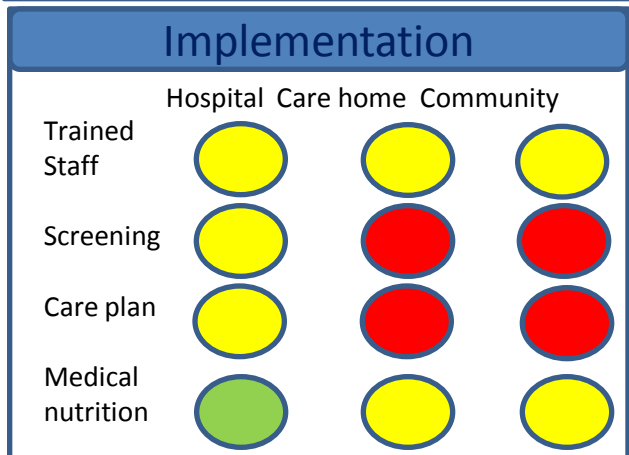 Implementation
Hospital Care home Community
Trained
Staff
Screening
Care plan
Medical
nutrition